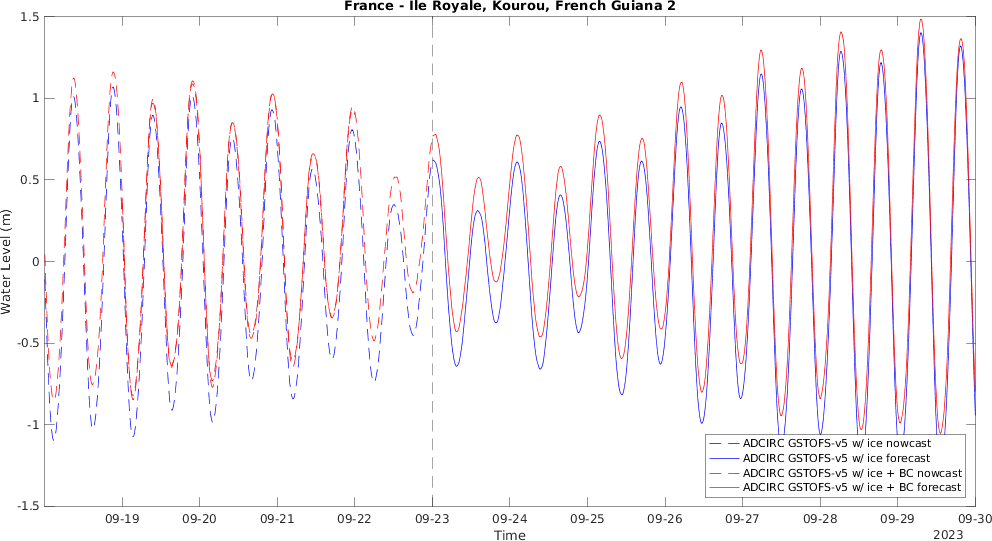 France - Ile Royale, Kourou, French Guiana 2
1.5
1
0.5
0
-0.5
-1
-1.5
Water Level (m)
ADCIRC GSTOFS-v5 w/ ice nowcast
ADCIRC GSTOFS-v5 w/ ice forecast
ADCIRC GSTOFS-v5 w/ ice + BC nowcast
ADCIRC GSTOFS-v5 w/ ice + BC forecast
09-19 09-20 09-21 09-22 09-23 09-24 09-25 09-26 09-27 09-28 09-29 09-30
Time
2023